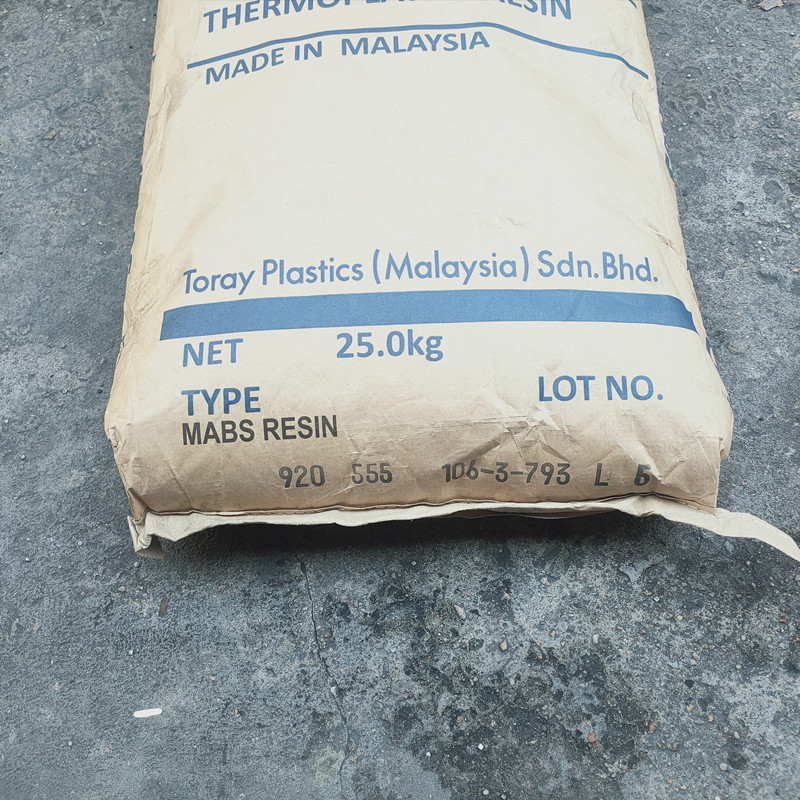 RESIN
MADE IN MALAYSIA
Toray Plastics (Malaysia) Sdn.Bhd.
NET 25.0kg
TYPE LOT NO.
MABS RESIN
920 555 106-3-793 L 5